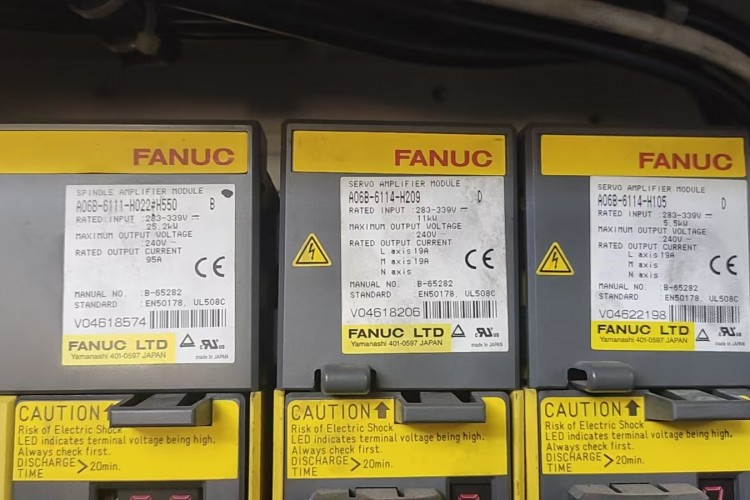 FANUC
SPINDLE AMPLIFIER MODULE
A06B-6111-H022#H550 B
RATED INPUT :283-339V ⎓
25.2kW
MAXIMUM OUTPUT VOLTAGE
:240V ~
RATED OUTPUT CURRENT
95A
CE
MANUAL NO. :B-65282
STANDARD :EN50178, UL508C
V04618574
FANUC LTD
Yamanashi 401-0597 JAPAN
made in JAPAN
CAUTION
Risk of Electric Shock
LED indicates terminal voltage being high.
Always check first.
DISCHARGE
TIME >20min.
FANUC
SERVO AMPLIFIER MODULE
A06B-6114-H209 D
RATED INPUT :283-339V ⎓
11kW
MAXIMUM OUTPUT VOLTAGE
:240V ~
RATED OUTPUT CURRENT
L axis 19A
M axis 19A
N axis
CE
MANUAL NO. :B-65282
STANDARD :EN50178, UL508C
V04618206
FANUC LTD
Yamanashi 401-0597 JAPAN
made in JAPAN
CAUTION
Risk of Electric Shock
LED indicates terminal voltage being high.
Always check first.
DISCHARGE
TIME >20min.
FANUC
SERVO AMPLIFIER MODULE
A06B-6114-H105 D
RATED INPUT :283-339V ⎓
5.5kW
MAXIMUM OUTPUT VOLTAGE
:240V ~
RATED OUTPUT CURRENT
L axis 19A
M axis
N axis
CE
MANUAL NO. :B-65282
STANDARD :EN50178, UL508C
V04622198
FANUC LTD
Yamanashi 401-0597 JAPAN
made in JAPAN
CAUTION
Risk of Electric Shock
LED indicates terminal voltage being high.
Always check first.
DISCHARGE
TIME >20min.